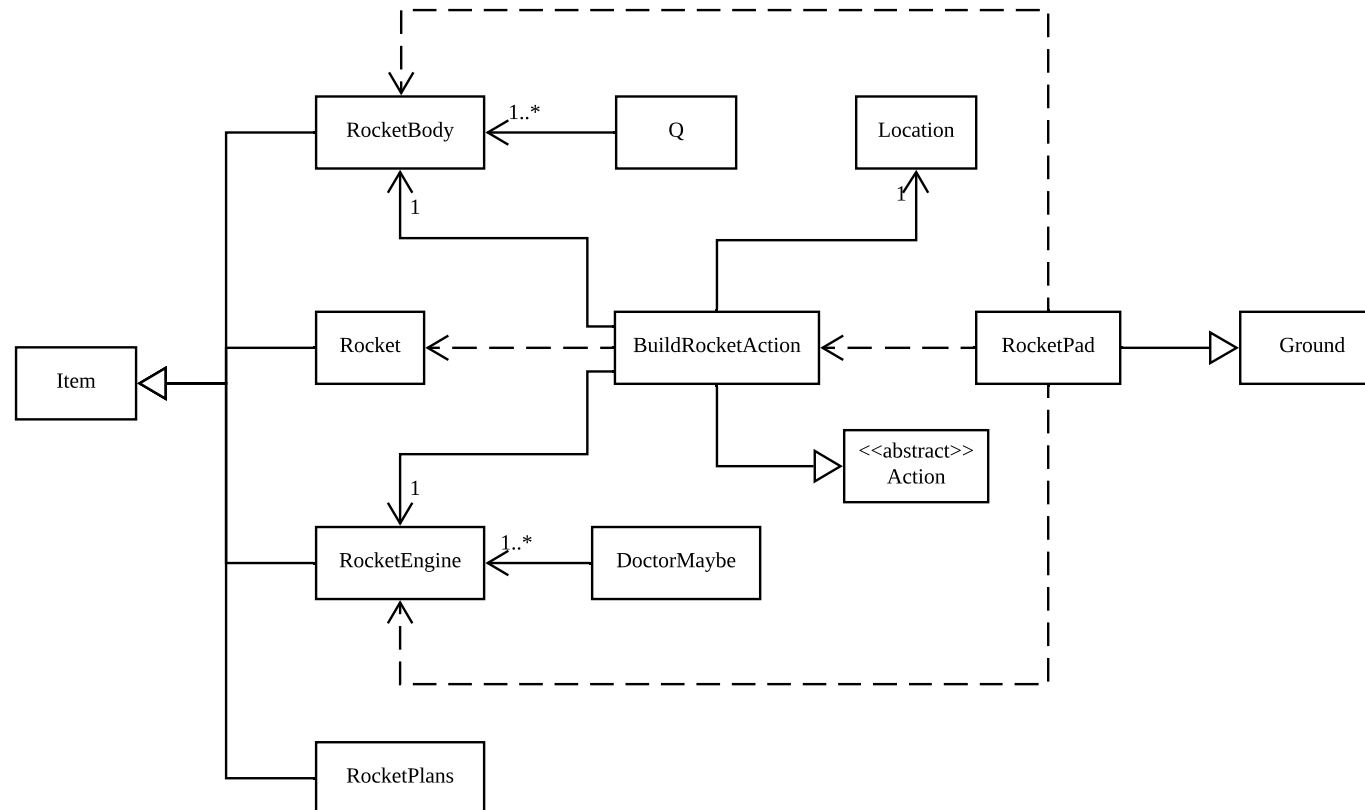 RocketBody
1..*
Q
Location
1
1
Item
Rocket
BuildRocketAction
RocketPad
Ground
<<abstract>>
Action
1
RocketEngine
1..*
DoctorMaybe
RocketPlans